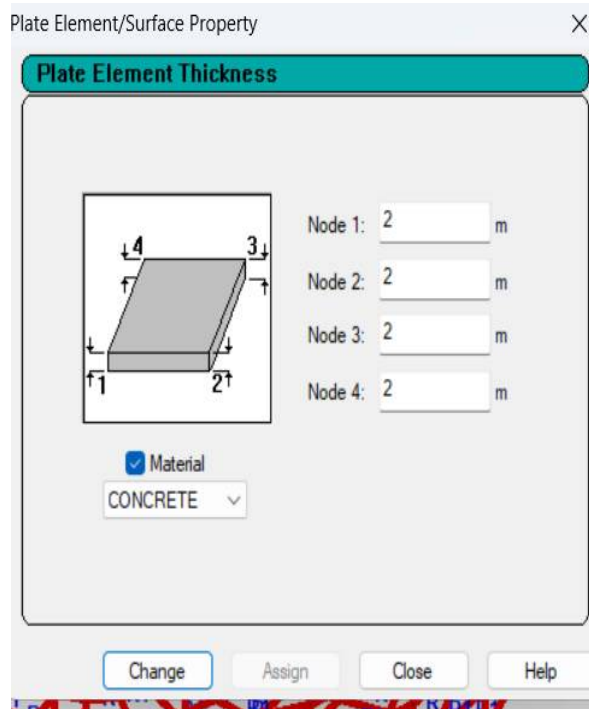 Plate Element/Surface Property
Plate Element Thickness
4 3
1 2
Node 1: 2 m
Node 2: 2 m
Node 3: 2 m
Node 4: 2 m
Material
CONCRETE
Change Assign Close Help